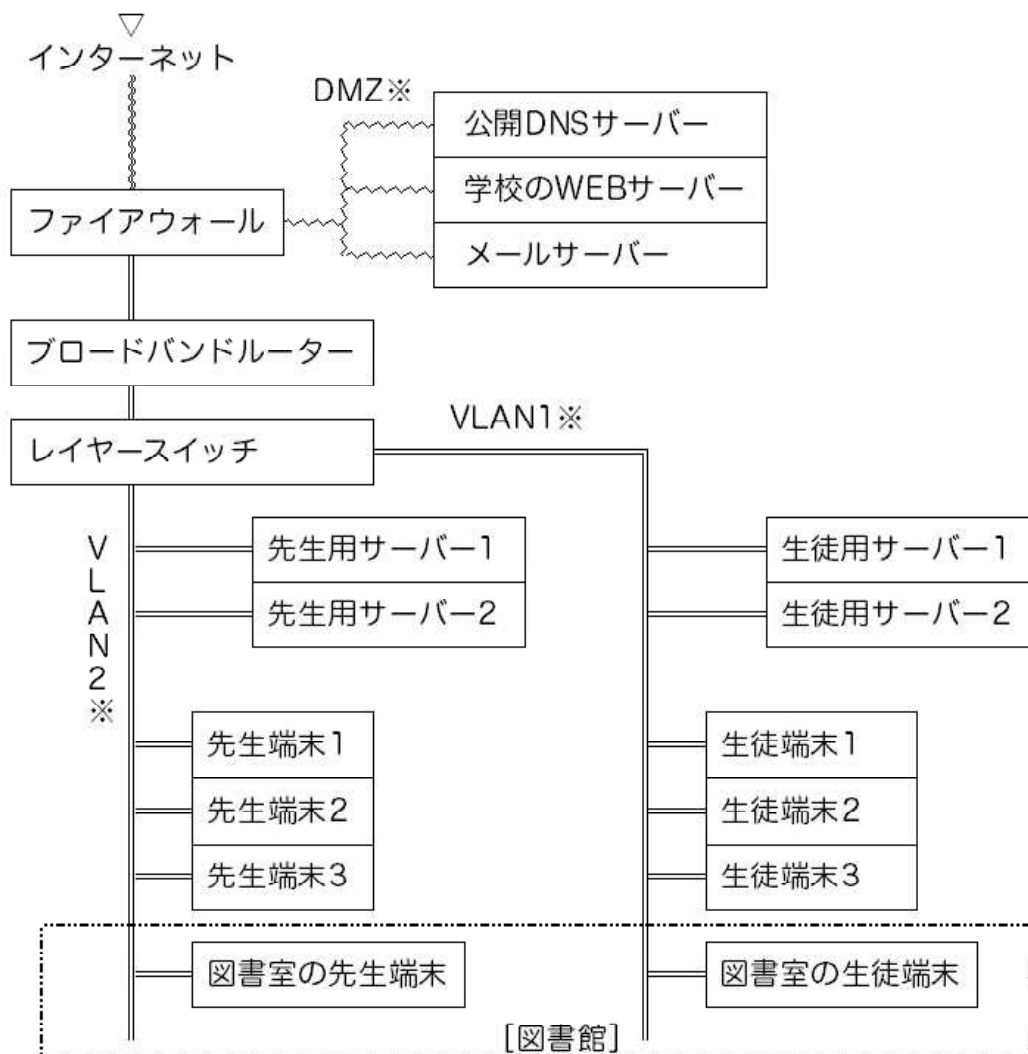 ▽
インターネット
DMZ※
公開DNSサーバー
学校のWEBサーバー
メールサーバー
ファイアウォール
ブロードバンドルーター
レイヤースイッチ
VLAN1※
VLAN2※
先生用サーバー1
先生用サーバー2
生徒用サーバー1
生徒用サーバー2
先生端末1
先生端末2
先生端末3
生徒端末1
生徒端末2
生徒端末3
図書室の先生端末
図書室の生徒端末
[図書館]